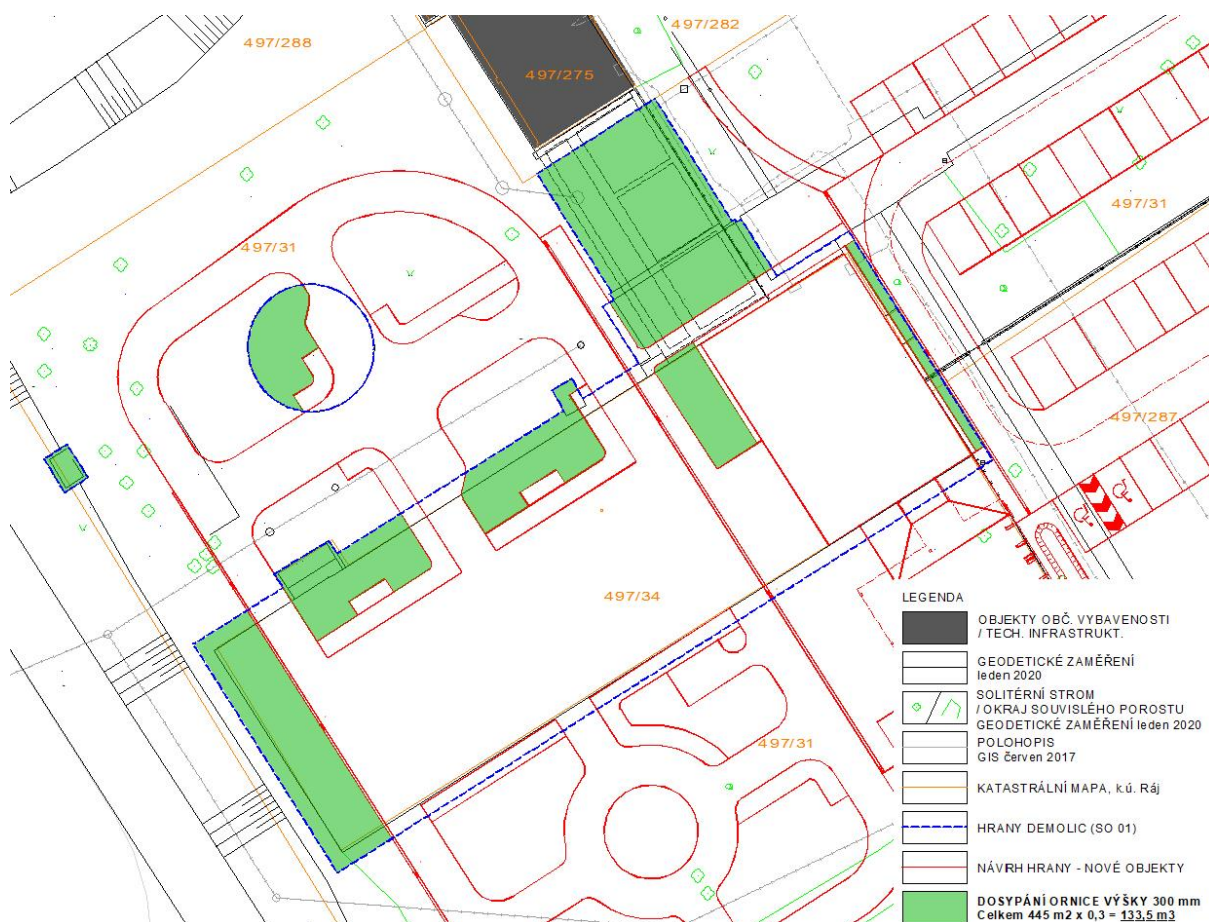 497/282
497/288
497/275
497/31
497/31
497/287
497/34
497/31
LEGENDA
OBJEKTY OBČ. VYBAVENOSTI
/ TECH. INFRASTRUKT.
GEODETICKÉ ZAMĚŘENÍ
leden 2020
SOLITÉRNÍ STROM
/ OKRAJ SOUVISLÉHO POROSTU
GEODETICKÉ ZAMĚŘENÍ leden 2020
POLOHOPIS
GIS červen 2017
KATASTRÁLNÍ MAPA, k.ú. Ráj
HRANY DEMOLIC (SO 01)
NÁVRH HRANY - NOVÉ OBJEKTY
DOSYPÁNÍ ORNICE VÝŠKY 300 mm
Celkem 445 m2 x 0,3 = 133,5 m3